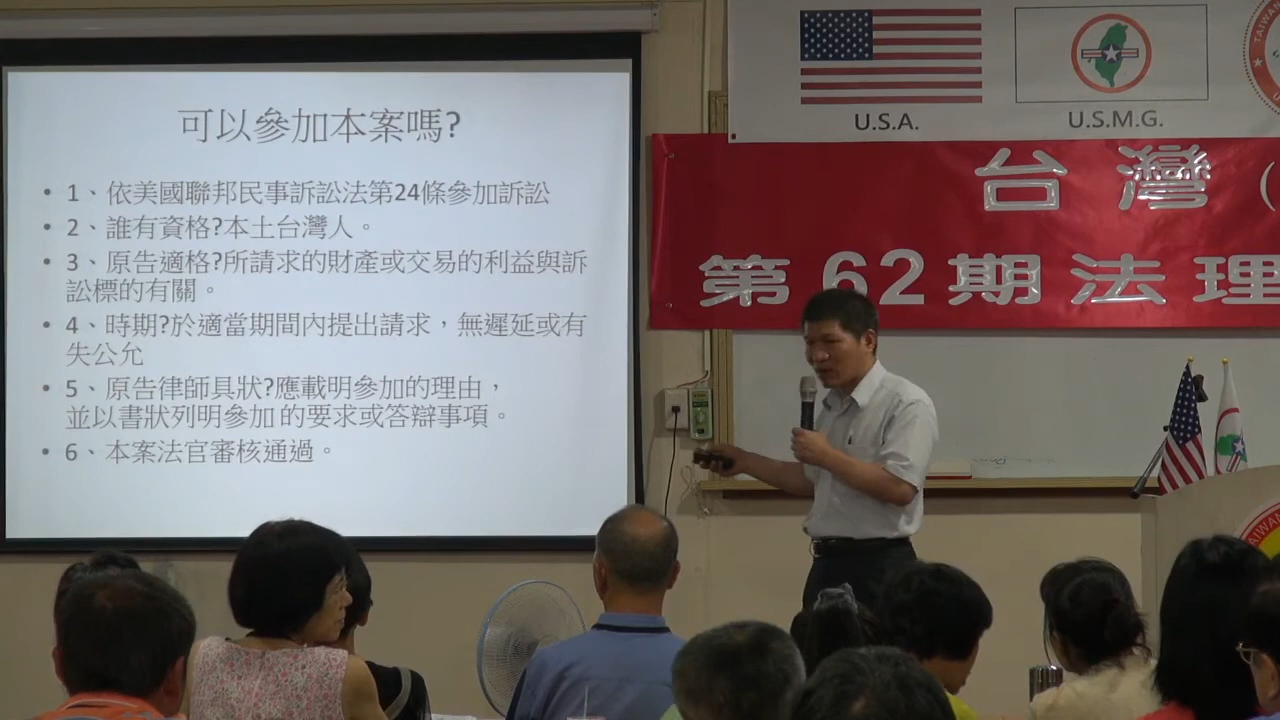 可以參加本案嗎?
• 1、依美國聯邦民事訴訟法第24條參加訴訟
• 2、誰有資格?本土台灣人。
• 3、原告適格?所請求的財產或交易的利益與訴
訟標的有關。
• 4、時期?於適當期間內提出請求，無遲延或有
失公允
• 5、原告律師具狀?應載明參加的理由，
並以書狀列明參加 的要求或答辯事項。
• 6、本案法官審核通過。
U.S.A.
U.S.M.G.
TAIWAN
台灣(
第62期法理
TAIWAN